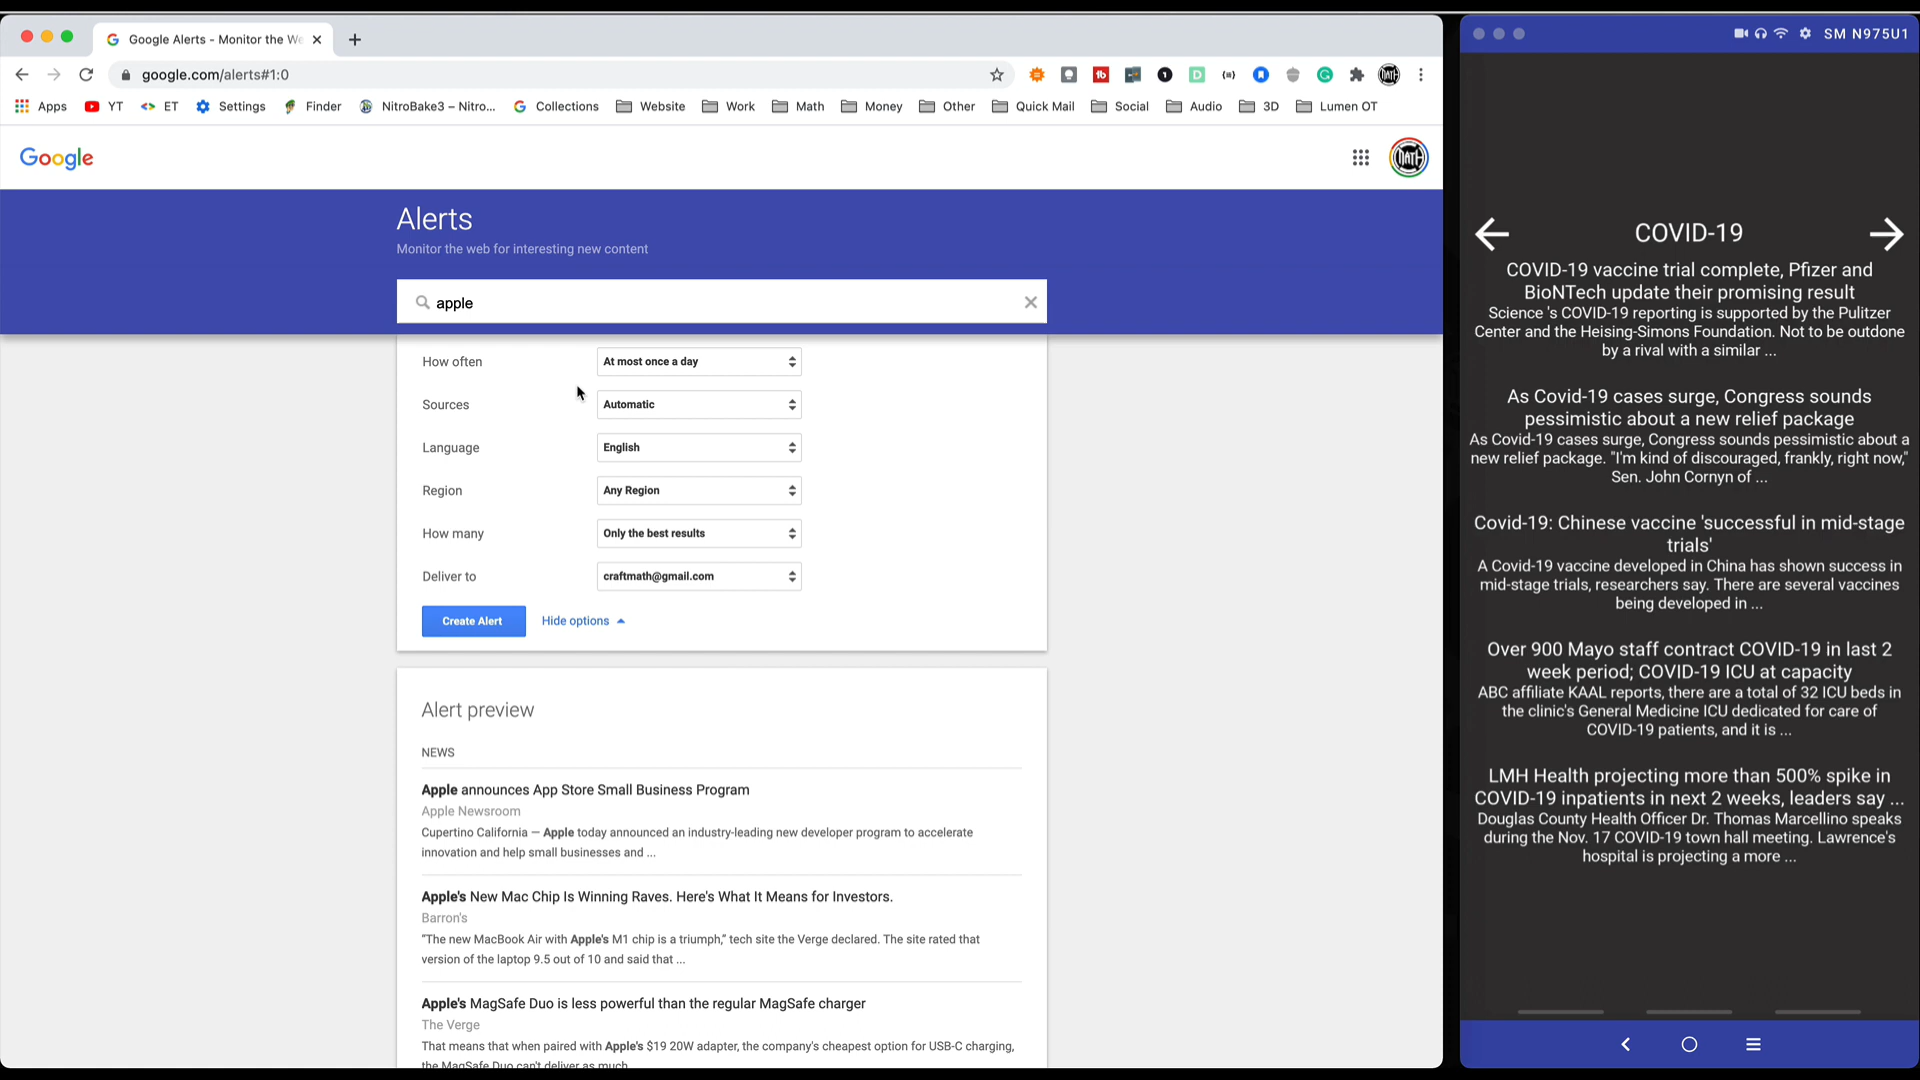 Google Alerts - Monitor the We
google.com/alerts#1:0
Apps YT ET Settings Finder NitroBake3 – Nitro... Collections Website Work Math Money Other Quick Mail Social Audio 3D Lumen OT
Google
Alerts
Monitor the web for interesting new content
apple
How often At most once a day
Sources Automatic
Language English
Region Any Region
How many Only the best results
Deliver to craftmath@gmail.com
Create Alert Hide options
Alert preview
NEWS
Apple announces App Store Small Business Program
Apple Newsroom
Cupertino California — Apple today announced an industry-leading new developer program to accelerate
innovation and help small businesses and ...
Apple's New Mac Chip Is Winning Raves. Here's What It Means for Investors.
Barron's
"The new MacBook Air with Apple's M1 chip is a triumph," tech site the Verge declared. The site rated that
version of the laptop 9.5 out of 10 and said that ...
Apple's MagSafe Duo is less powerful than the regular MagSafe charger
The Verge
That means that when paired with Apple's $19 20W adapter, the company's cheapest option for USB-C charging,
the MagSafe Duo can't deliver as much
SM N975U1
COVID-19
COVID-19 vaccine trial complete, Pfizer and
BioNTech update their promising result
Science 's COVID-19 reporting is supported by the Pulitzer
Center and the Heising-Simons Foundation. Not to be outdone
by a rival with a similar ...
As Covid-19 cases surge, Congress sounds
pessimistic about a new relief package
As Covid-19 cases surge, Congress sounds pessimistic about a
new relief package. "I'm kind of discouraged, frankly, right now,"
Sen. John Cornyn of ...
Covid-19: Chinese vaccine 'successful in mid-stage
trials'
A Covid-19 vaccine developed in China has shown success in
mid-stage trials, researchers say. There are several vaccines
being developed in ...
Over 900 Mayo staff contract COVID-19 in last 2
week period; COVID-19 ICU at capacity
ABC affiliate KAAL reports, there are a total of 32 ICU beds in
the clinic's General Medicine ICU dedicated for care of
COVID-19 patients, and it is ...
LMH Health projecting more than 500% spike in
COVID-19 inpatients in next 2 weeks, leaders say ...
Douglas County Health Officer Dr. Thomas Marcellino speaks
during the Nov. 17 COVID-19 town hall meeting. Lawrence's
hospital is projecting a more ...